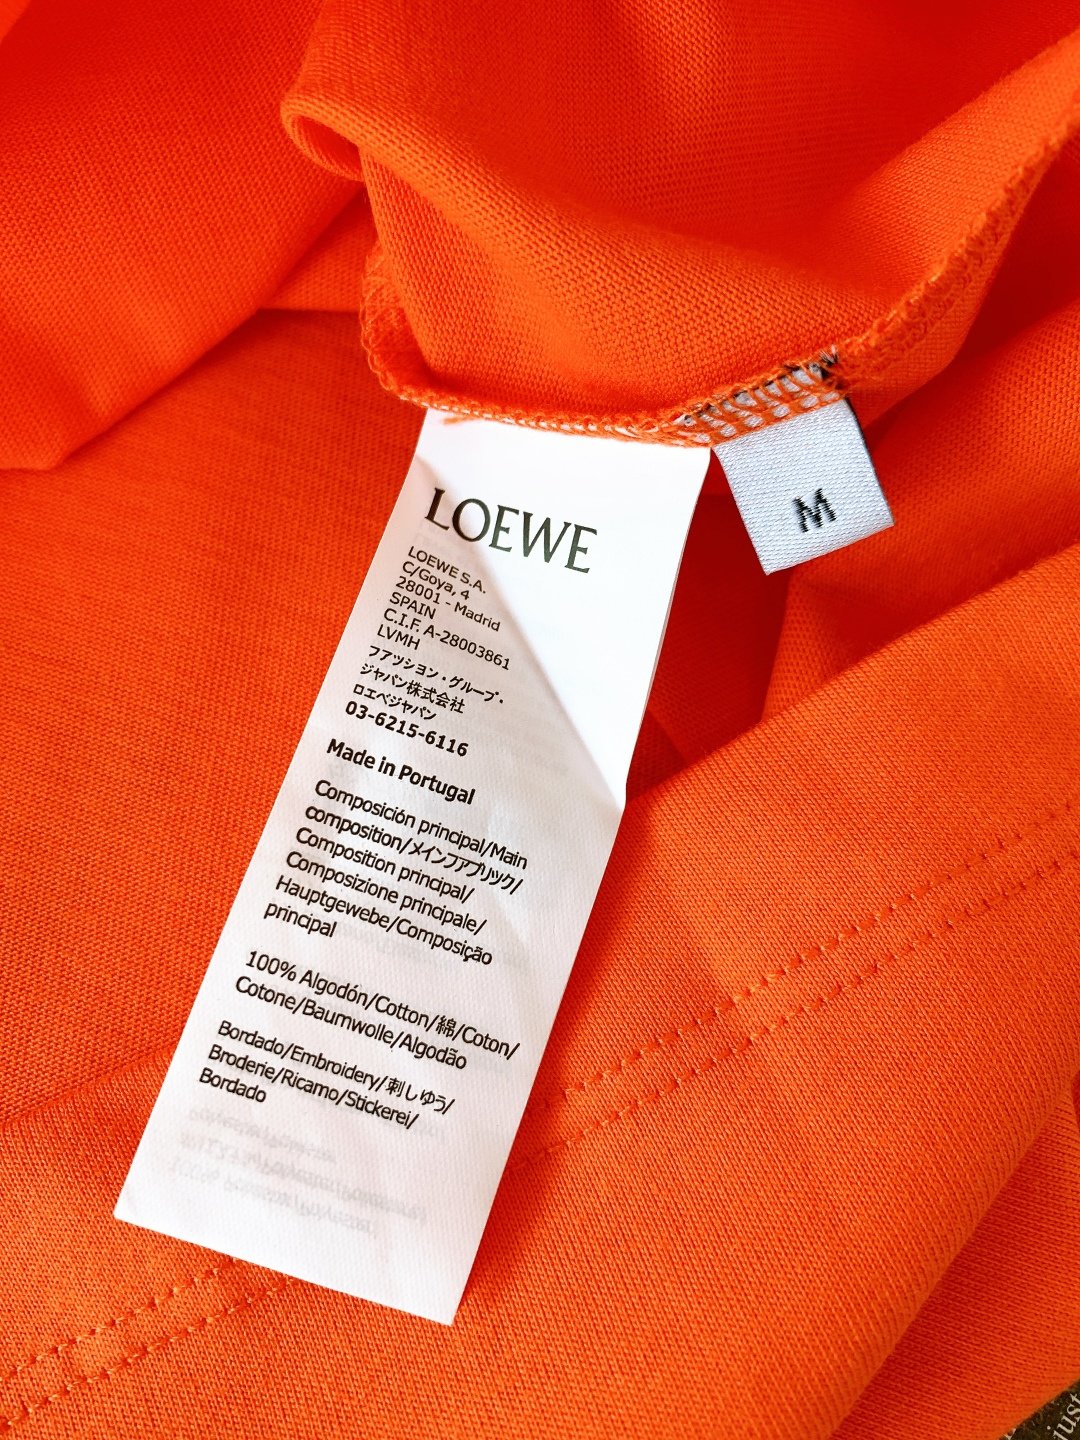 LOEWE
LOEWE S.A.
C/Goya, 4
28001 - Madrid
SPAIN
C.I.F. A-28003861
LVMH
ファッション・グループ・
ジャパン株式会社
ロエベジャパン
03-6215-6116
Made in Portugal
Composición principal/Main
composition/メインファブリック/
Composition principal/
Composizione principale/
Hauptgewebe/Composição
principal
100% Algodón/Cotton/綿/Coton/
Cotone/Baumwolle/Algodão
Bordado/Embroidery/刺しゆう/
Broderie/Ricamo/Stickerei/
Bordado
M
just